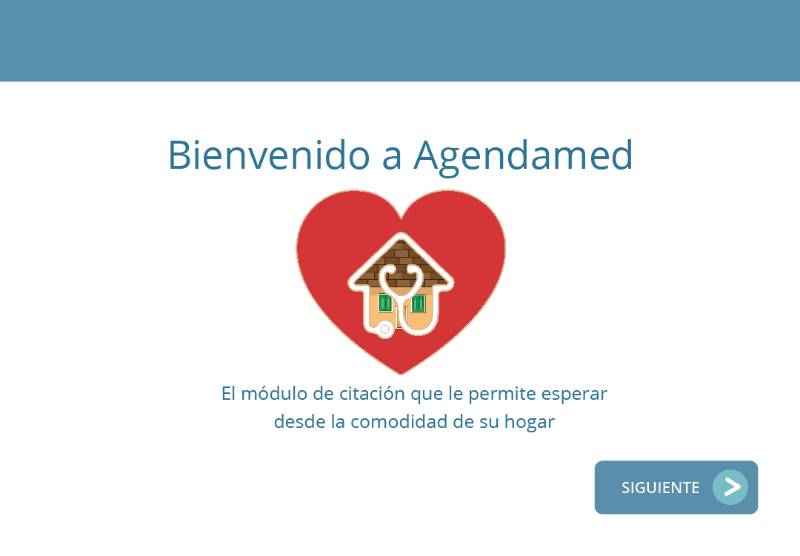 Bienvenido a Agendamed
El módulo de citación que le permite esperar
desde la comodidad de su hogar
SIGUIENTE